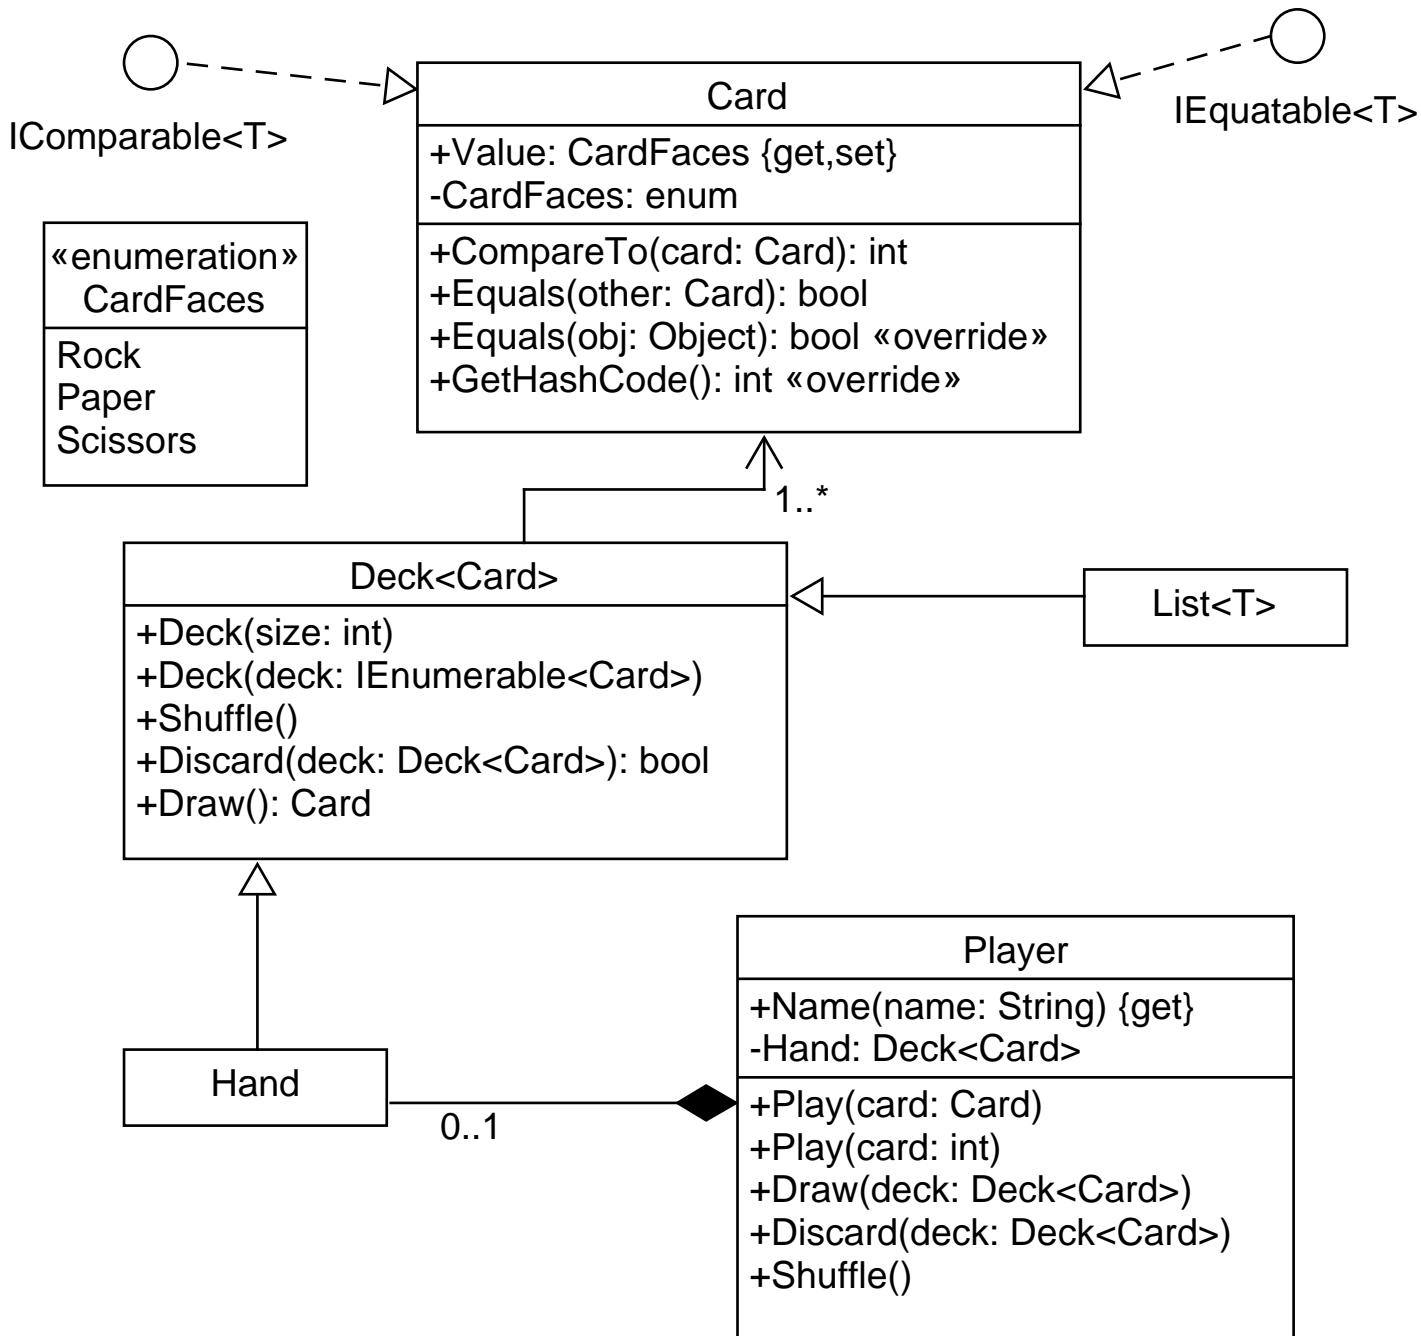 IComparable<T>
IEquatable<T>
Card
+Value: CardFaces {get,set}
-CardFaces: enum
+CompareTo(card: Card): int
+Equals(other: Card): bool
+Equals(obj: Object): bool «override»
+GetHashCode(): int «override»
«enumeration»
CardFaces
Rock
Paper
Scissors
1..*
Deck<Card>
+Deck(size: int)
+Deck(deck: IEnumerable<Card>)
+Shuffle()
+Discard(deck: Deck<Card>): bool
+Draw(): Card
List<T>
Hand
0..1
Player
+Name(name: String) {get}
-Hand: Deck<Card>
+Play(card: Card)
+Play(card: int)
+Draw(deck: Deck<Card>)
+Discard(deck: Deck<Card>)
+Shuffle()